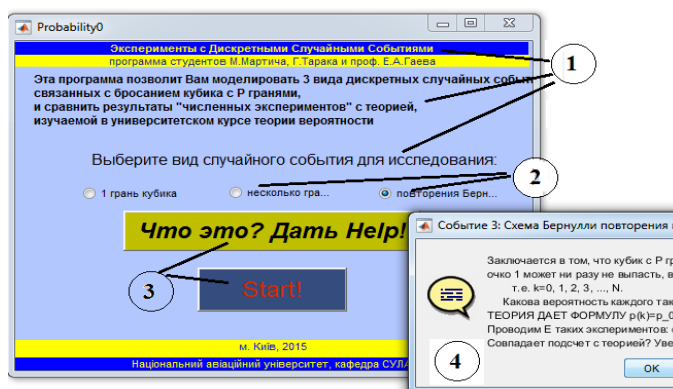 Probability0
Эксперименты с Дискретными Случайными Событиями
программа студентов М.Мартича, Г.Тарака и проф. Е.А.Гаева
Эта программа позволит Вам моделировать 3 вида дискретных случайных событ
связанных с бросанием кубика с P гранями,
и сравнить результаты "численных экспериментов" с теорией,
изучаемой в университетском курсе теории вероятности
1
Выберите вид случайного события для исследования:
1 грань кубика
несколько гра...
повторения Берн...
2
Что это? Дать Help!
3
Start!
м. Київ, 2015
Національний авіаційний університет, кафедра СУЛА
Событие 3: Схема Бернулли повторения
Заключается в том, что кубик с P гр
очко 1 может ни разу не выпасть, в
т.е. k=0, 1, 2, 3, ..., N.
Какова вероятность каждого так
ТЕОРИЯ ДАЕТ ФОРМУЛУ p(k)=p_0
Проводим E таких экспериментов:
Совпадает подсчет с теорией? Уве
4
OK